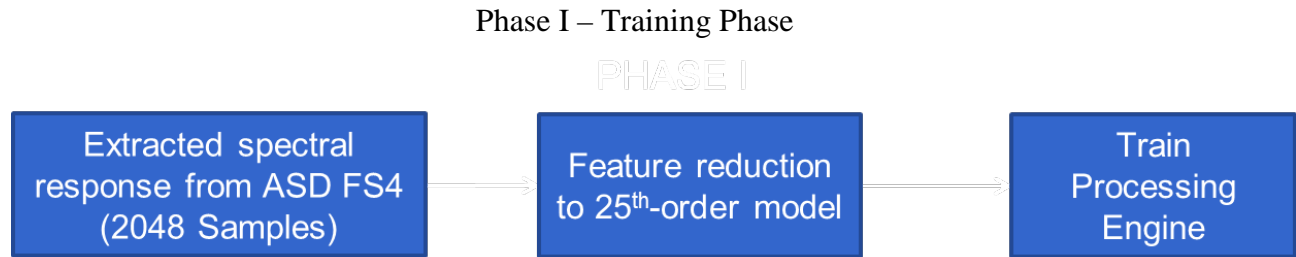 Phase I – Training Phase
PHASE I
Extracted spectral
response from ASD FS4
(2048 Samples)
Feature reduction
to 25th-order model
Train
Processing
Engine